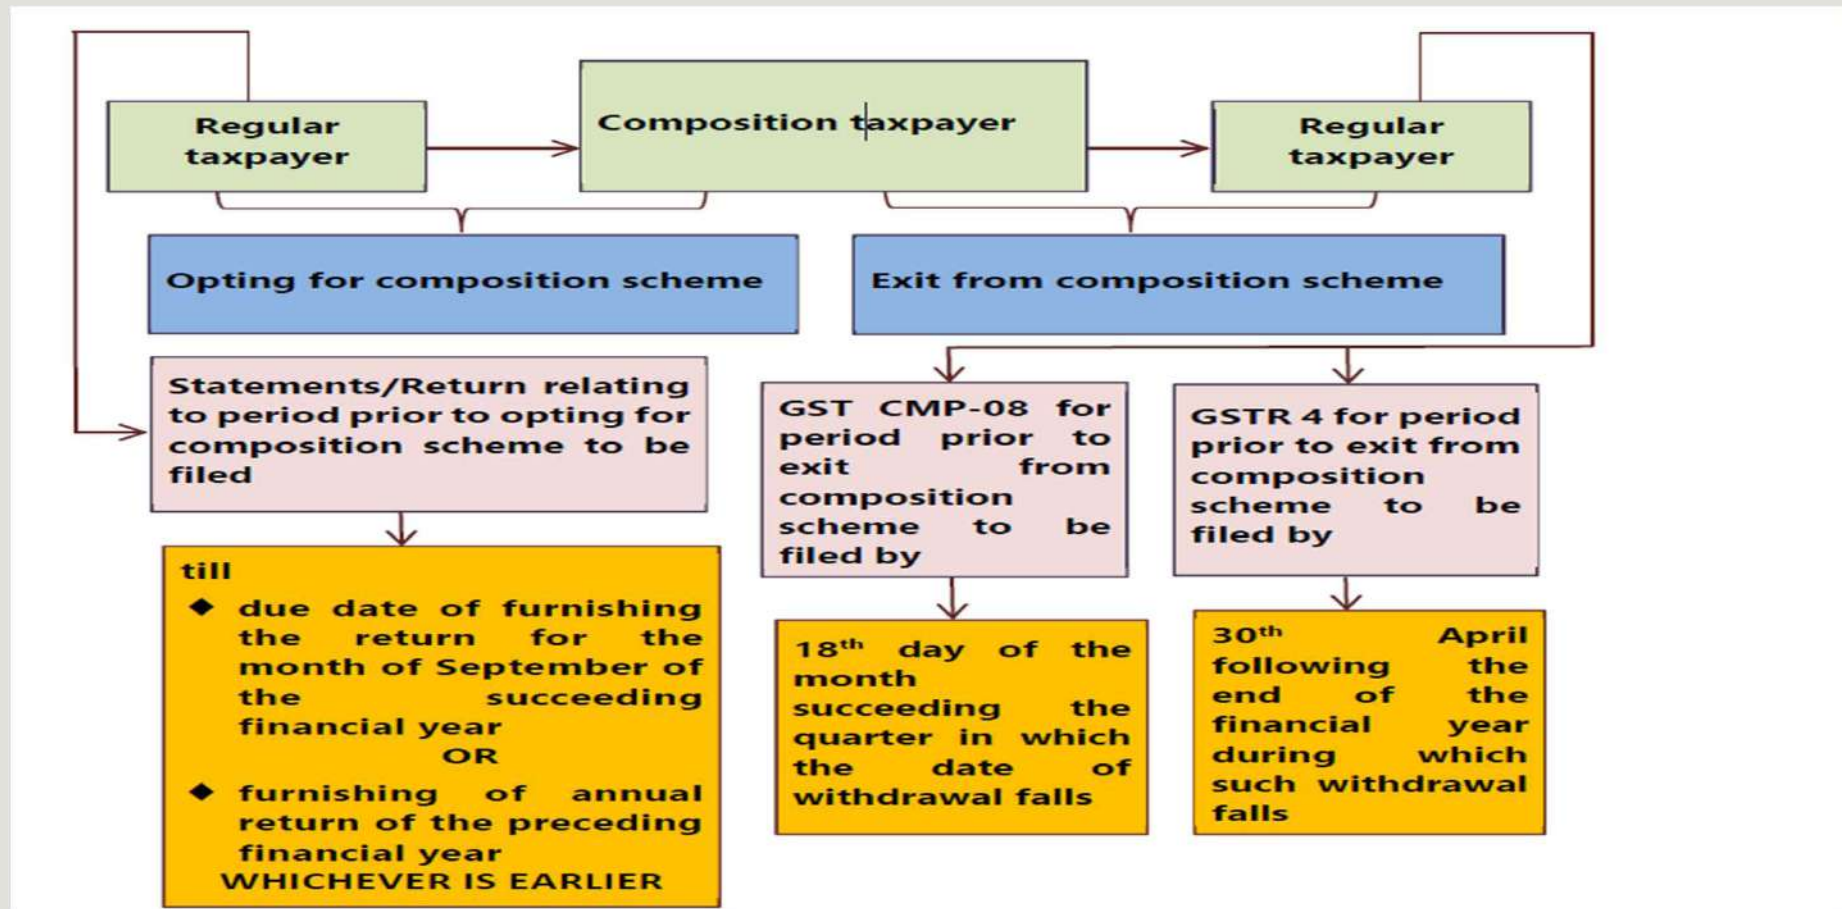 Regular
taxpayer
Composition taxpayer
Regular
taxpayer
Opting for composition scheme
Exit from composition scheme
Statements/Return relating
to period prior to opting for
composition scheme to be
filed
GST CMP-08 for
period prior to
exit from
composition
scheme to be
filed by
GSTR 4 for period
prior to exit from
composition
scheme to be
filed by
till
◆ due date of furnishing
the return for the
month of September of
the succeeding
financial year
OR
◆ furnishing of annual
return of the preceding
financial year
WHICHEVER IS EARLIER
18th day of the
month
succeeding the
quarter in which
the date of
withdrawal falls
30th April
following the
end of the
financial year
during which
such withdrawal
falls